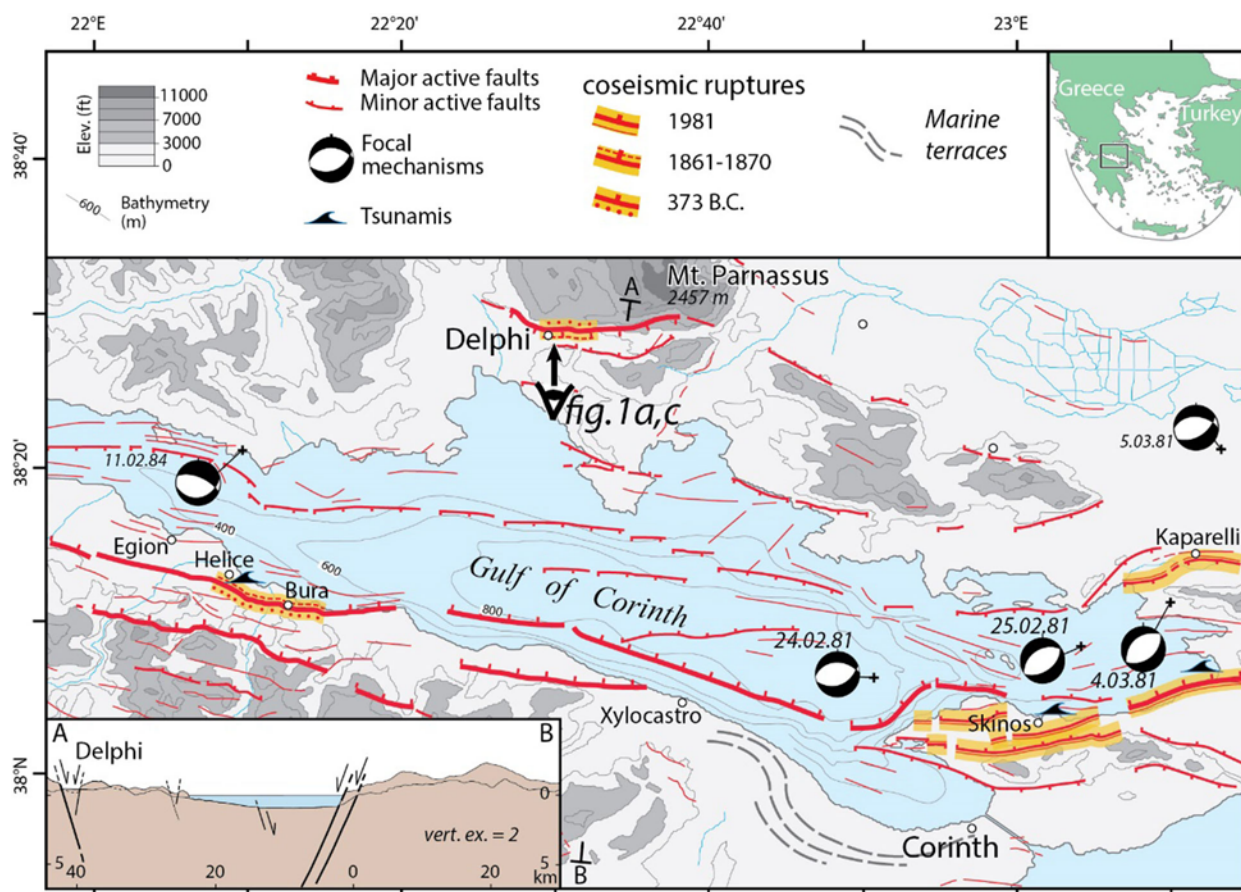 22°E
22°20'
22°40'
23°E
38°40'
38°20'
38°N
Elev. (ft)
11000
7000
3000
0
600
Bathymetry
(m)
Major active faults
Minor active faults
Focal
mechanisms
Tsunamis
coseismic ruptures
1981
1861-1870
373 B.C.
Marine
terraces
Greece
Turkey
Mt. Parnassus
2457 m
A
Delphi
fig.1a,c
5.03.81
11.02.84
Egion
400
Helice
600
Bura
Kaparelli
Gulf of Corinth
800
24.02.81
25.02.81
4.03.81
Xylocastro
Skinos
Corinth
B
A
Delphi
B
0
vert. ex. = 2
5
40
20
0
20
5
km